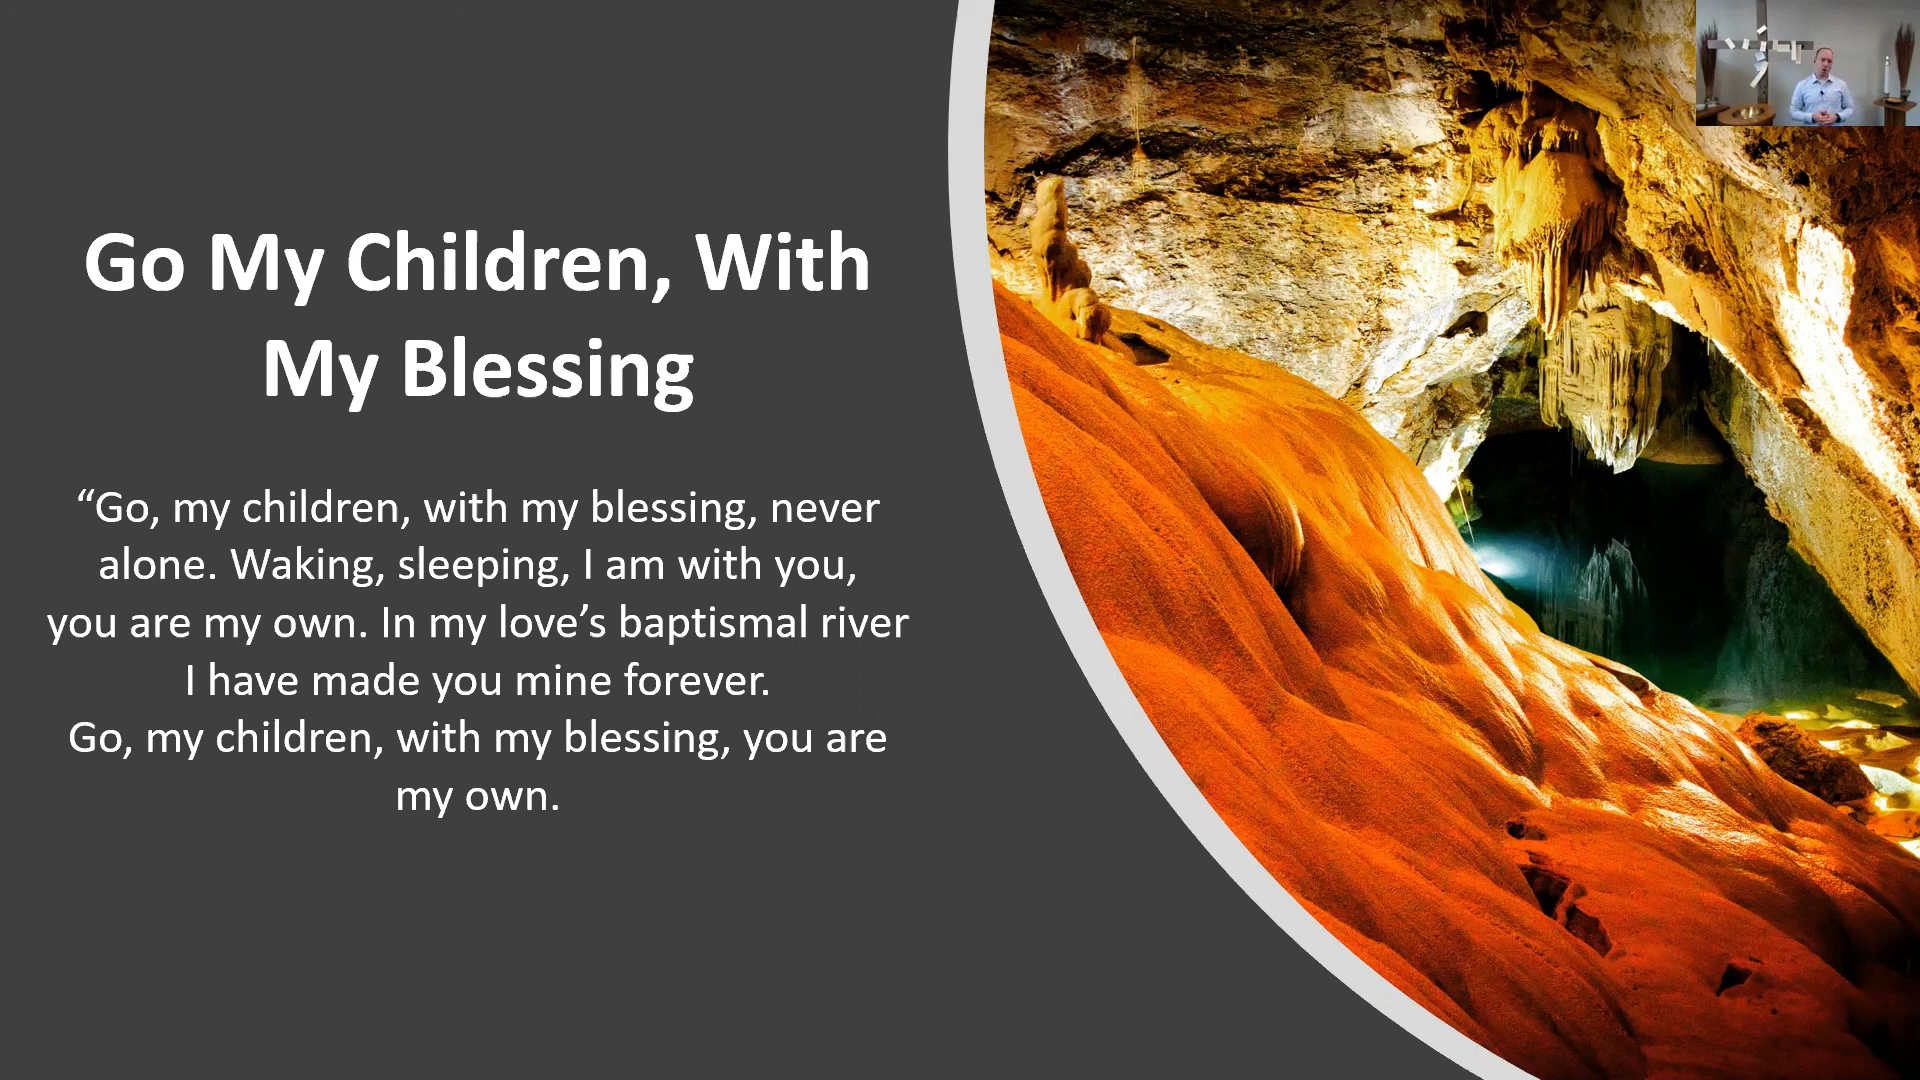 Go My Children, With
My Blessing
“Go, my children, with my blessing, never
alone. Waking, sleeping, I am with you,
you are my own. In my love’s baptismal river
I have made you mine forever.
Go, my children, with my blessing, you are
my own.